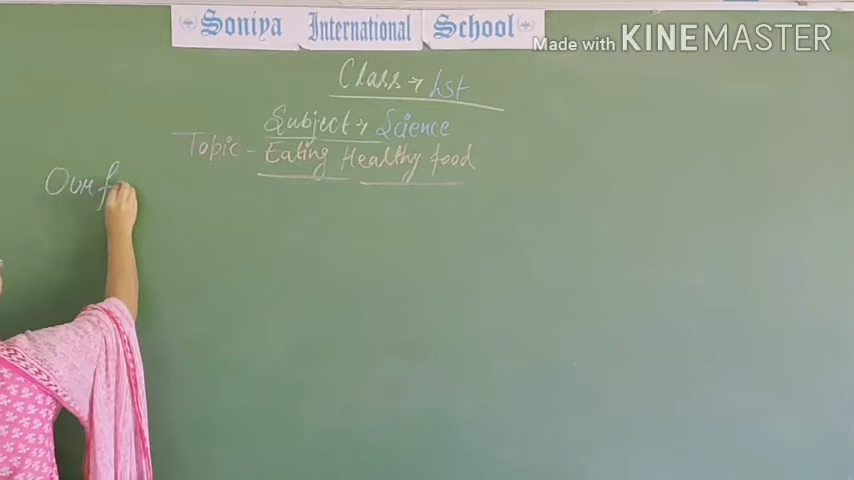 Soniya International School
Made with KINEMASTER
Class → Ist
Subject → Science
Topic - Eating Healthy food
Our f